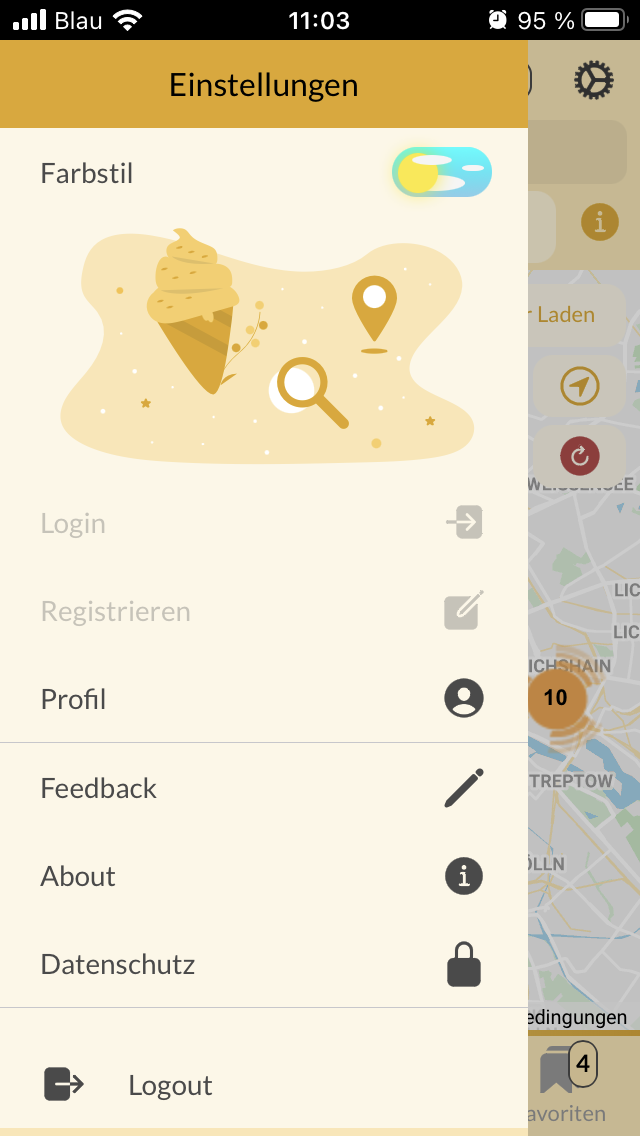 Blau 11:03 95 %
Einstellungen
Farbstil
r Laden
WEISSENSEE
Login
LIC
Registrieren
LIC
ICHSHAIN
Profil
10
TREPTOW
Feedback
ÖLLN
About
Datenschutz
edingungen
4
Logout
avoriten